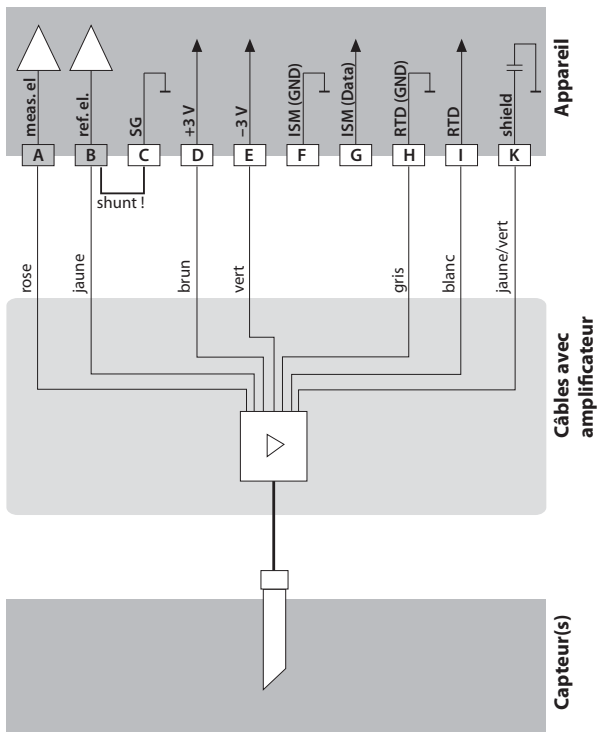 meas. el
ref. el.
SG
+3 V
–3 V
ISM (GND)
ISM (Data)
RTD (GND)
RTD
shield
Appareil
A
B
C
D
E
F
G
H
I
K
shunt !
rose
jaune
brun
vert
gris
blanc
jaune/vert
Câbles avec
amplificateur
Capteur(s)